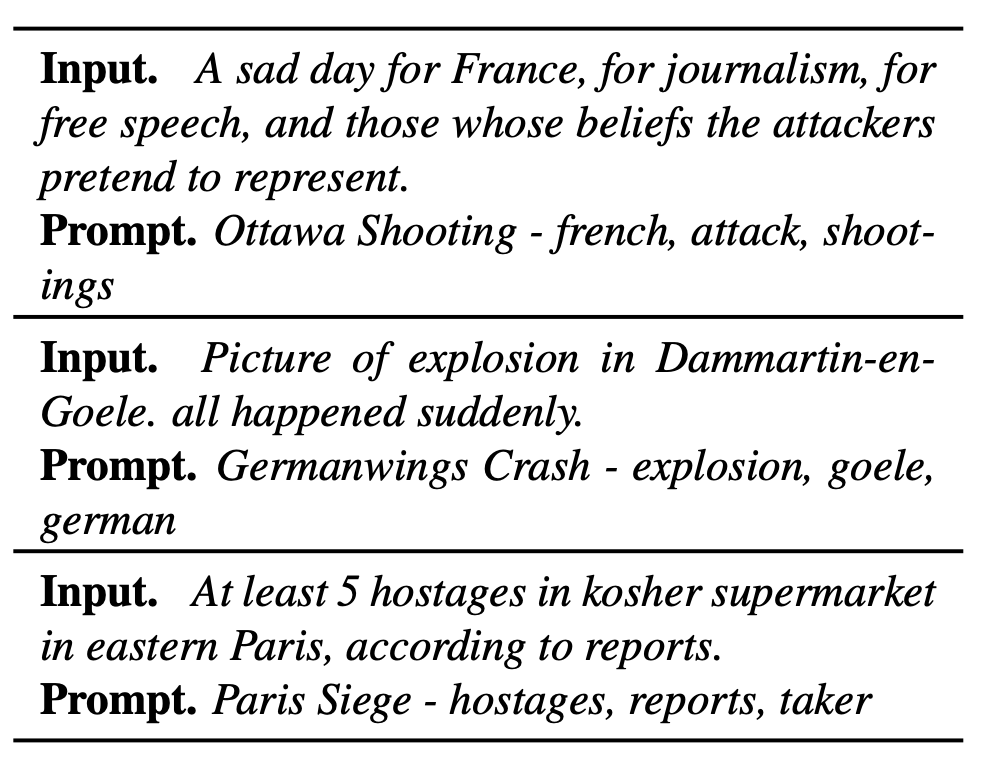 Input. A sad day for France, for journalism, for
free speech, and those whose beliefs the attackers
pretend to represent.
Prompt. Ottawa Shooting - french, attack, shoot-
ings
Input. Picture of explosion in Dammartin-en-
Goele. all happened suddenly.
Prompt. Germanwings Crash - explosion, goele,
german
Input. At least 5 hostages in kosher supermarket
in eastern Paris, according to reports.
Prompt. Paris Siege - hostages, reports, taker